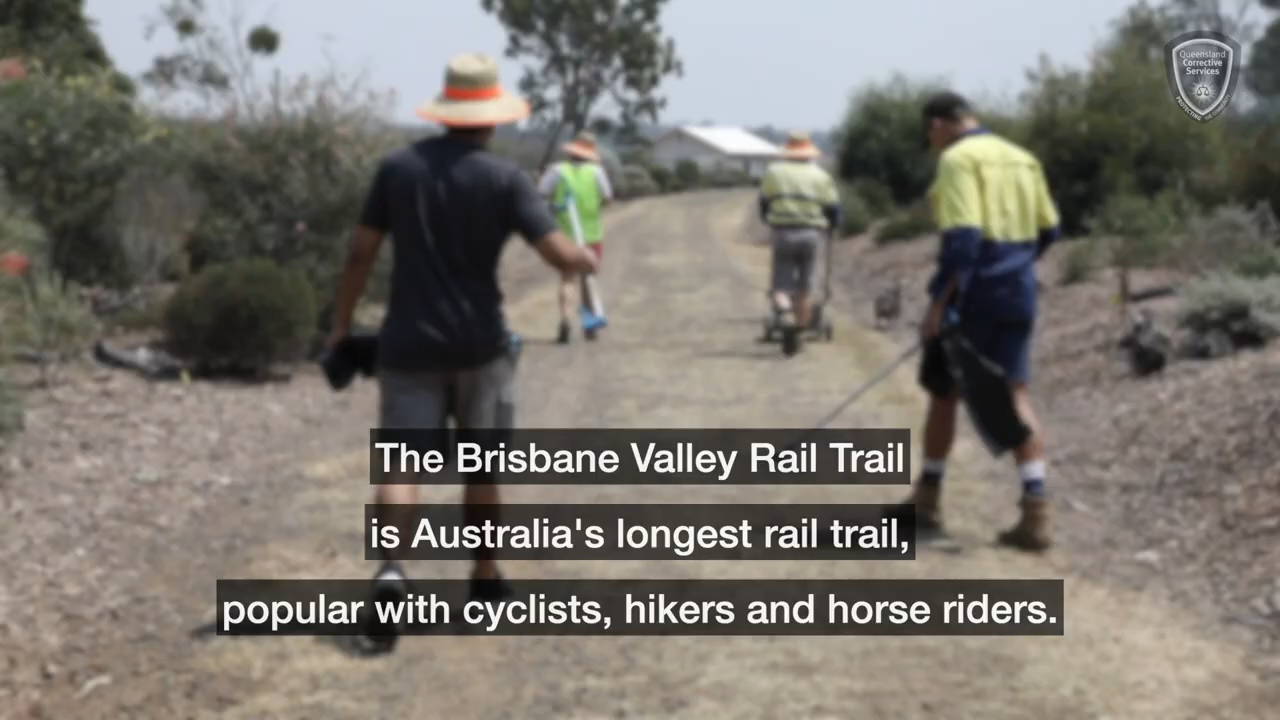 Queensland
Corrective
Services
The Brisbane Valley Rail Trail
is Australia's longest rail trail,
popular with cyclists, hikers and horse riders.